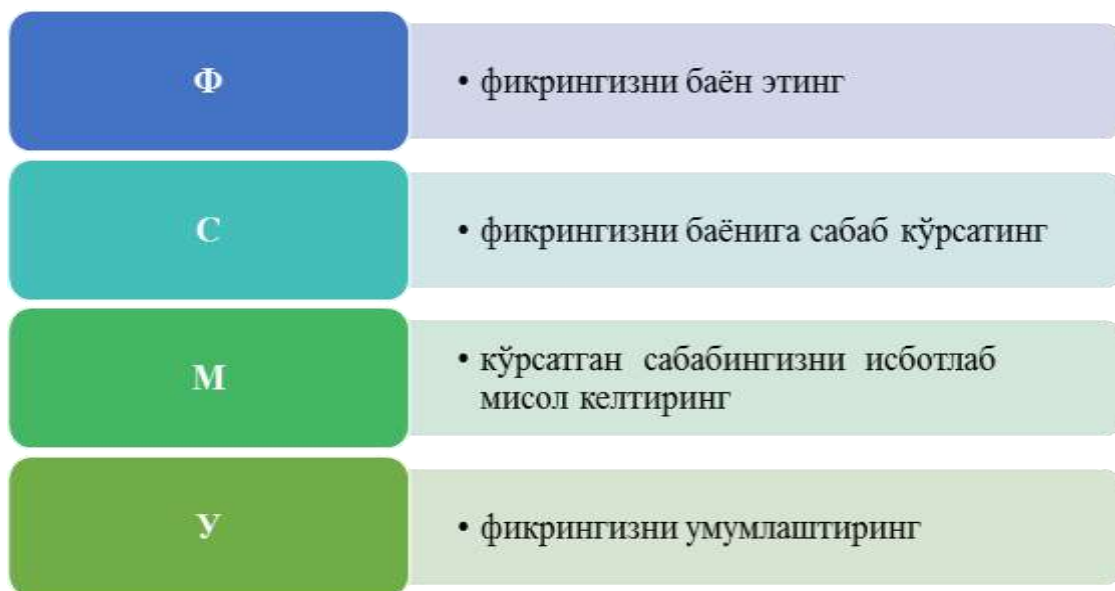 Ф
• фикрингизни баён этинг
С
• фикрингизни баёнига сабаб кўрсатинг
М
• кўрсатган сабабингизни исботлаб
мисол келтиринг
У
• фикрингизни умумлаштиринг